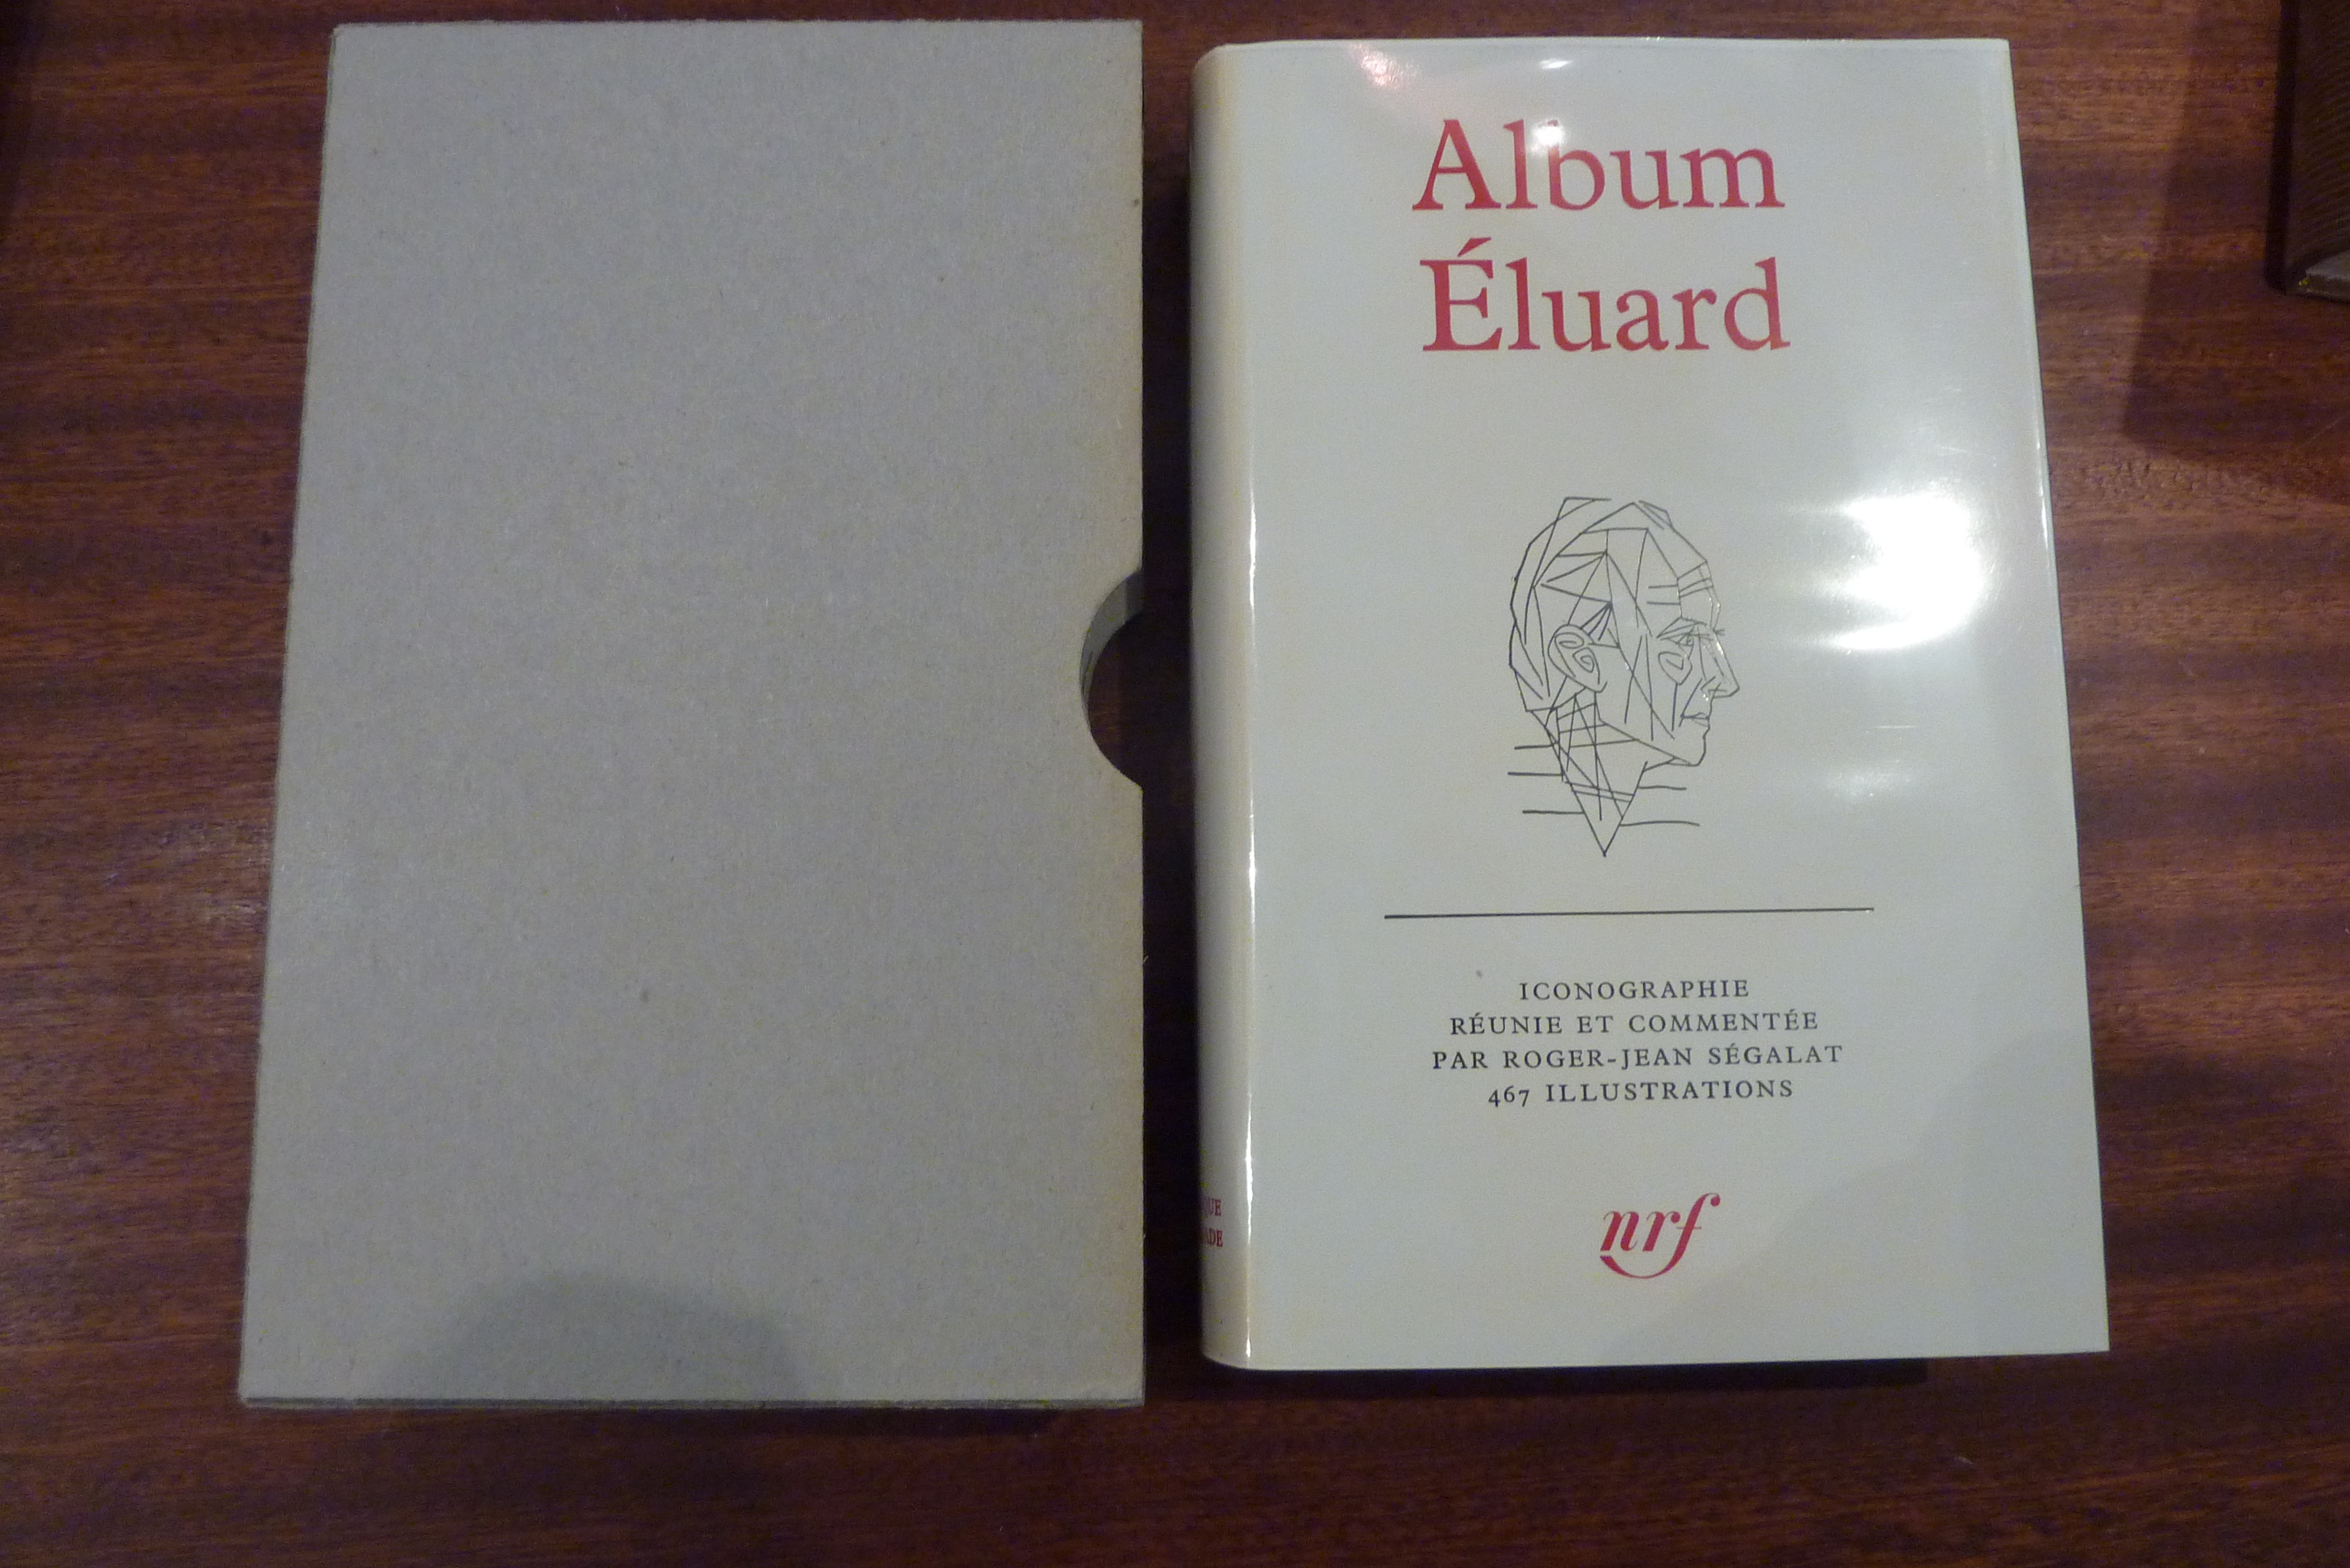 Album
Éluard
ICONOGRAPHIE
RÉUNIE ET COMMENTÉE
PAR ROGER-JEAN SÉGALAT
467 ILLUSTRATIONS
nrf